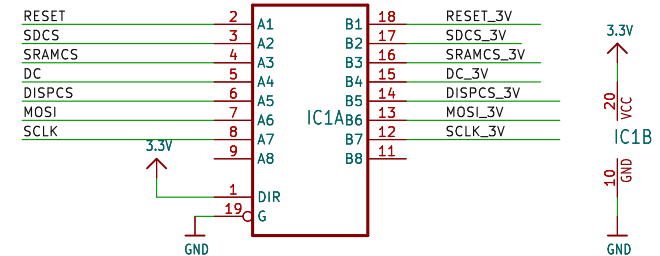 RESET 2 A1 B1 18 RESET_3V
SDCS 3 A2 B2 17 SDCS_3V
SRAMCS 4 A3 B3 16 SRAMCS_3V
DC 5 A4 B4 15 DC_3V
DISPCS 6 A5 B5 14 DISPCS_3V
MOSI 7 A6 B6 13 MOSI_3V
SCLK 8 A7 B7 12 SCLK_3V
9 A8 B8 11
IC1A
3.3V
1 DIR
19 G
GND
3.3V
20 VCC
IC1B
10 GND
GND